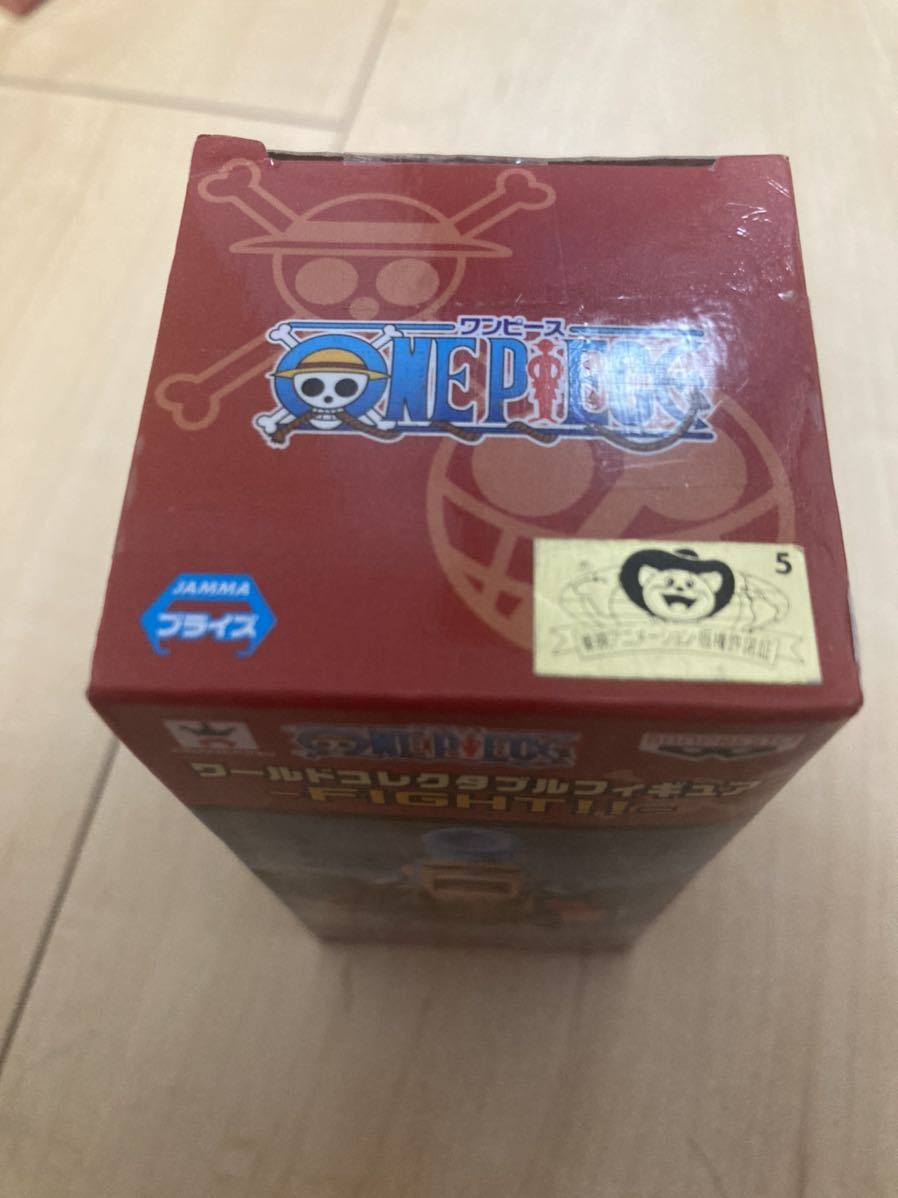 ワンピース
ONE PIECE
JAMMA
プライズ
5
東映アニメーション版権許諾証
ONE PIECE
BANPRESTO
ワールドコレクタブルフィギュア
-FIGHT!!-